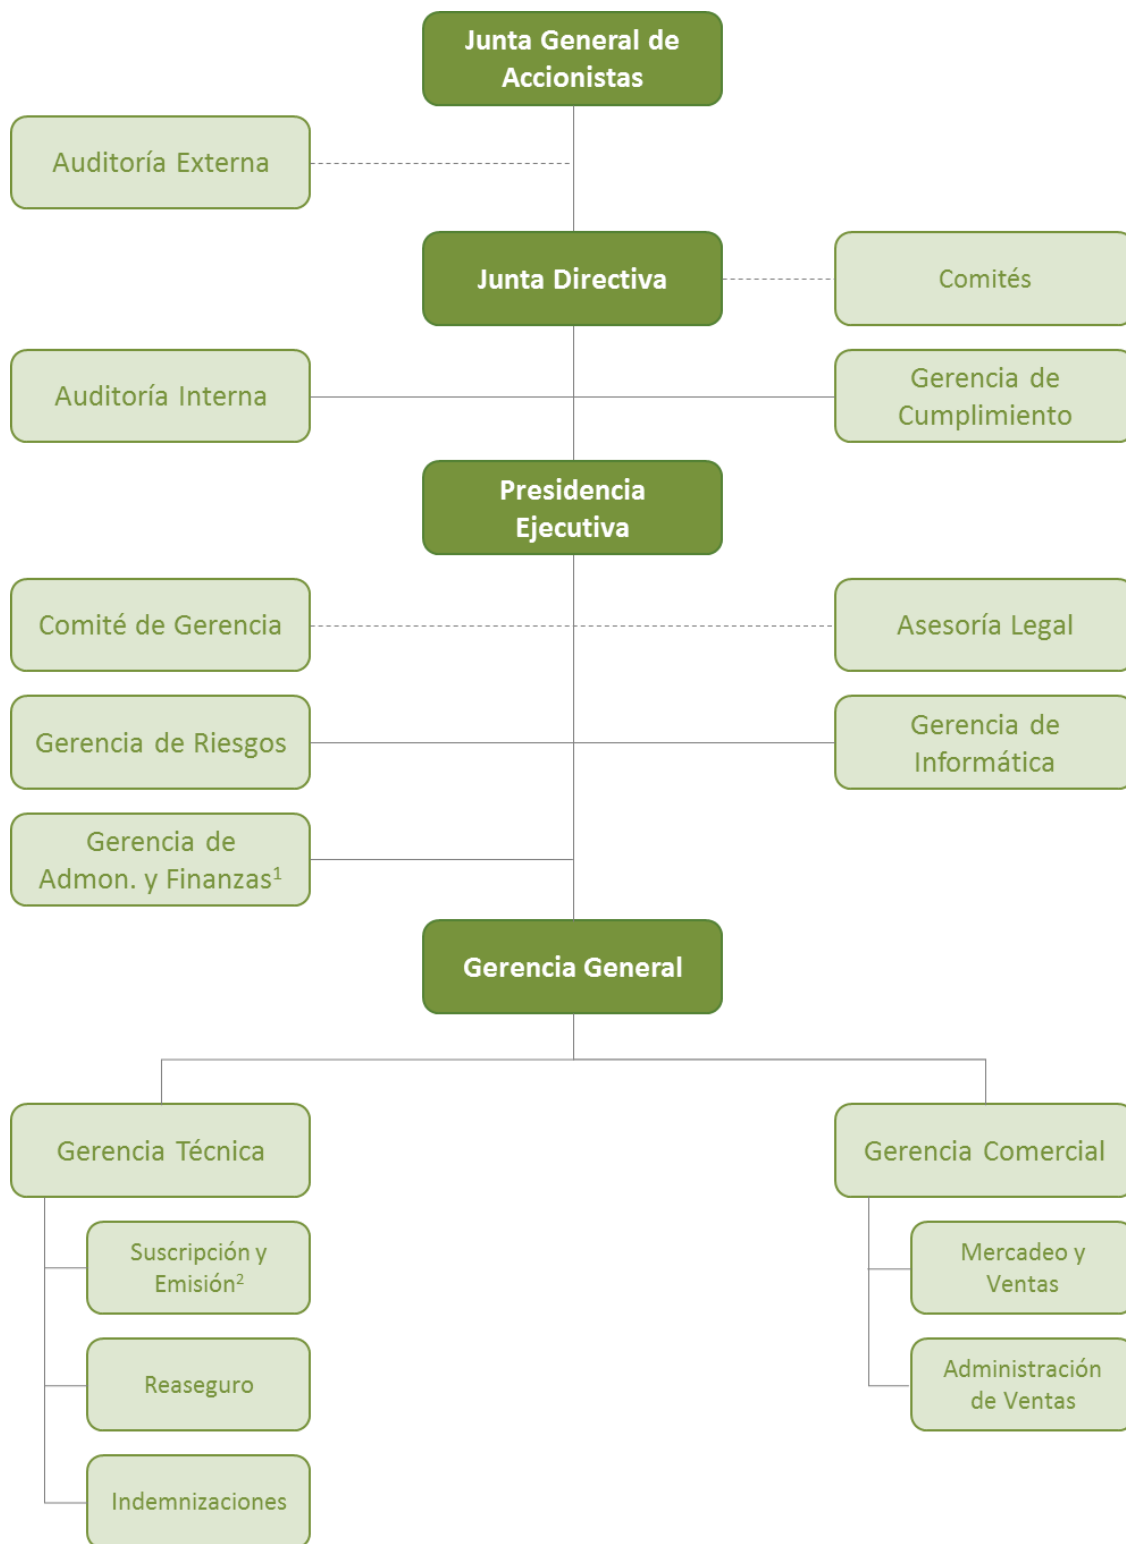 Junta General de
Accionistas
Auditoría Externa
Junta Directiva
Comités
Auditoría Interna
Gerencia de
Cumplimiento
Presidencia
Ejecutiva
Comité de Gerencia
Asesoría Legal
Gerencia de Riesgos
Gerencia de
Informática
Gerencia de
Admon. y Finanzas¹
Gerencia General
Gerencia Técnica
Gerencia Comercial
Suscripción y
Emisión²
Mercadeo y
Ventas
Reaseguro
Administración
de Ventas
Indemnizaciones